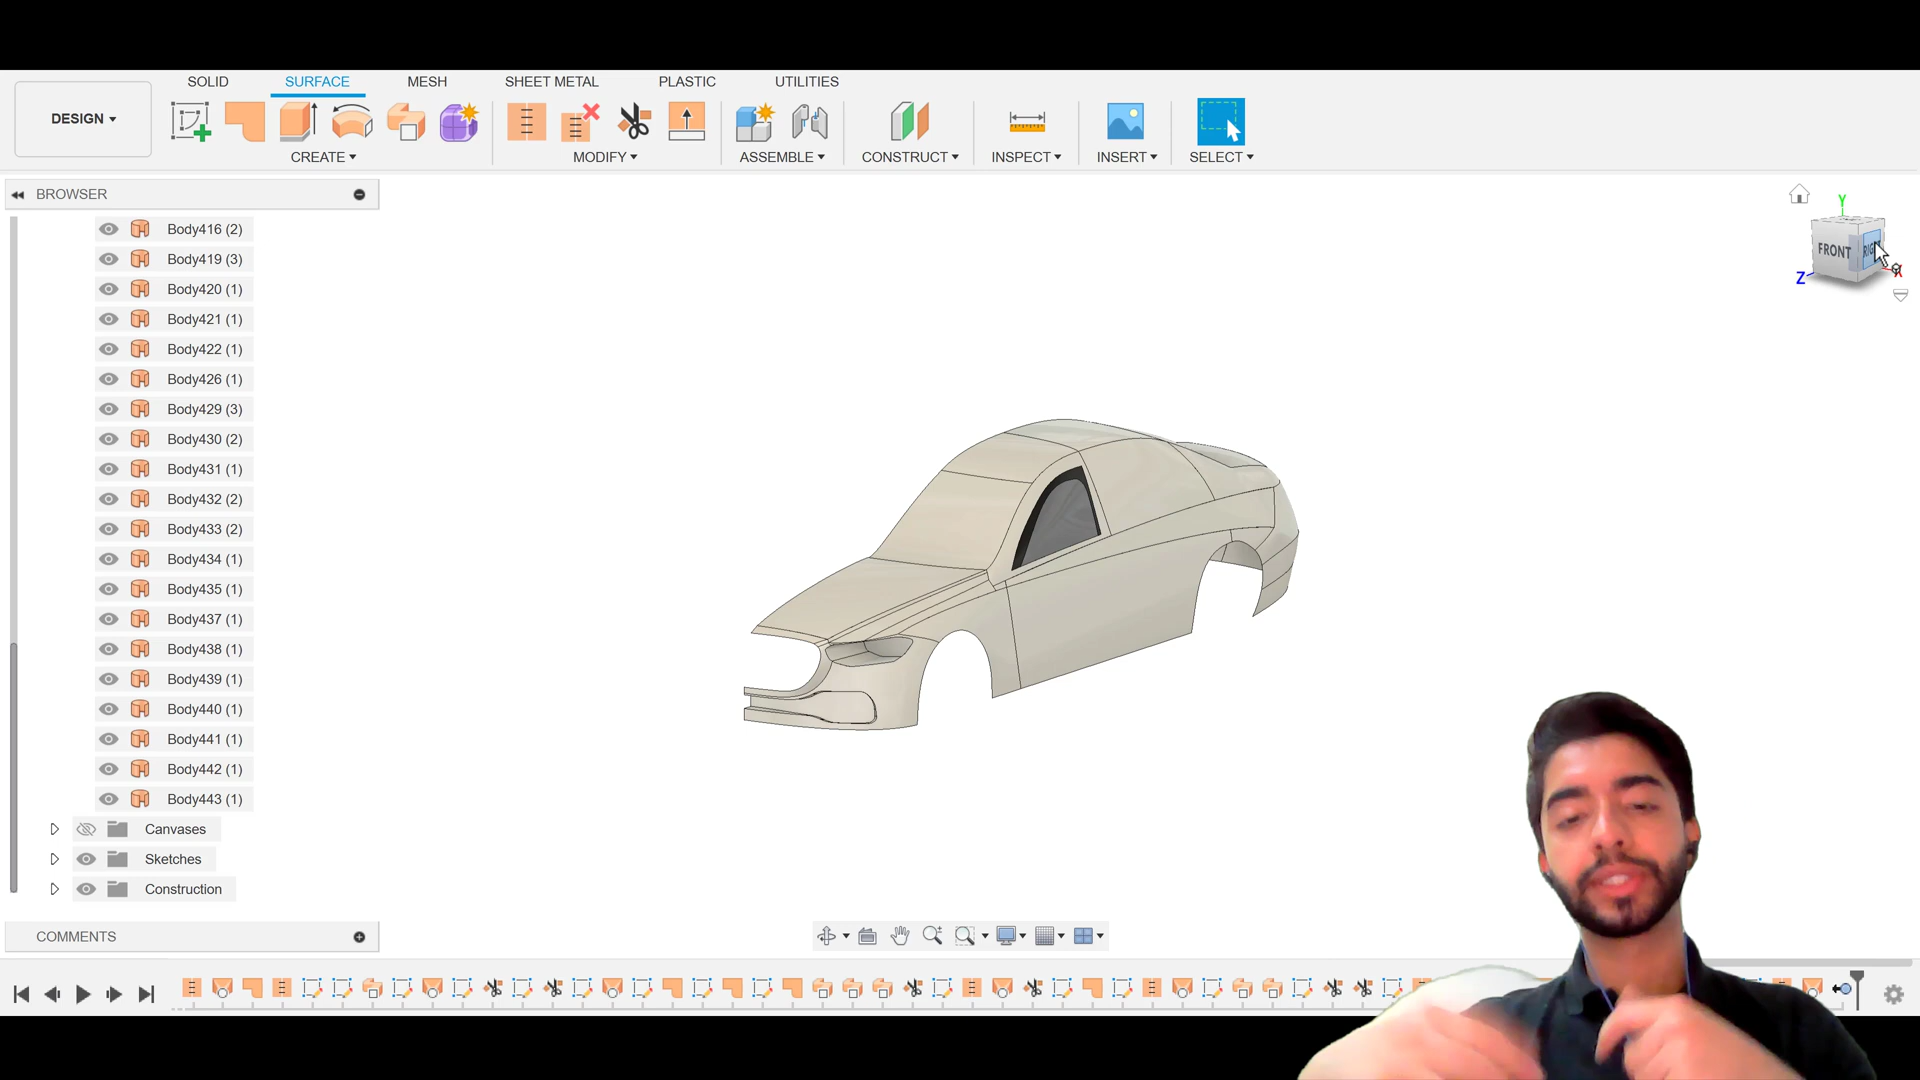 SOLID SURFACE MESH SHEET METAL PLASTIC UTILITIES
DESIGN
CREATE MODIFY ASSEMBLE CONSTRUCT INSPECT INSERT SELECT
BROWSER
Body416 (2)
Body419 (3)
Body420 (1)
Body421 (1)
Body422 (1)
Body426 (1)
Body429 (3)
Body430 (2)
Body431 (1)
Body432 (2)
Body433 (2)
Body434 (1)
Body435 (1)
Body437 (1)
Body438 (1)
Body439 (1)
Body440 (1)
Body441 (1)
Body442 (1)
Body443 (1)
Canvases
Sketches
Construction
COMMENTS
Y
FRONT
Z
X